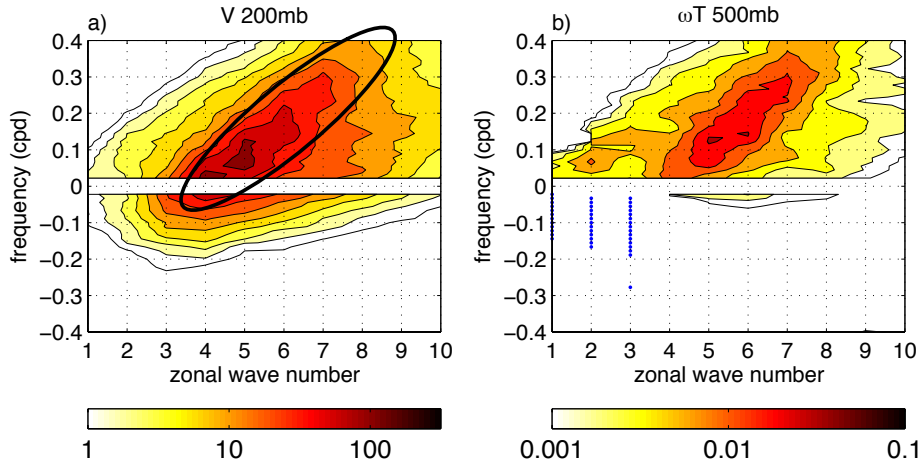 a) V 200mb
0.4
0.3
0.2
0.1
0
−0.1
−0.2
−0.3
−0.4
frequency (cpd)
1 2 3 4 5 6 7 8 9 10
zonal wave number
1 10 100
b) ωT 500mb
0.4
0.3
0.2
0.1
0
−0.1
−0.2
−0.3
−0.4
frequency (cpd)
1 2 3 4 5 6 7 8 9 10
zonal wave number
0.001 0.01 0.1